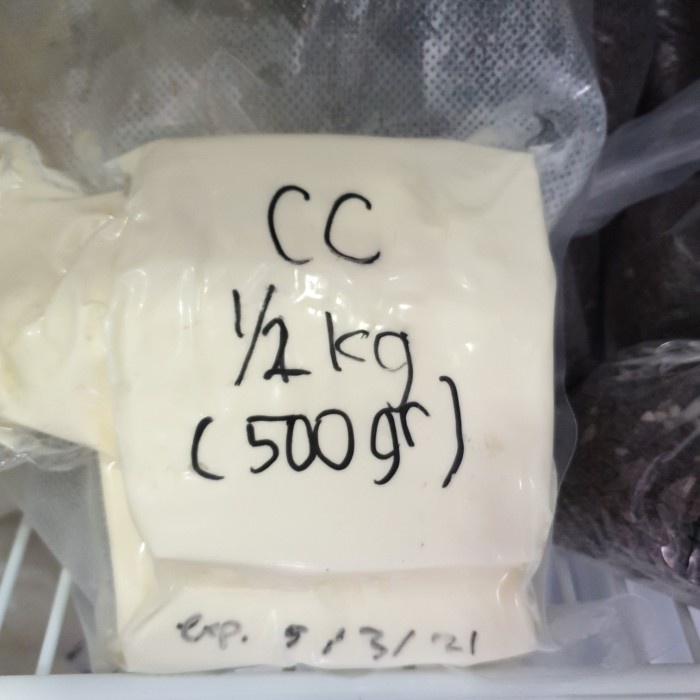 CC
1/2 kg
(500 gr)
exp. 5/3/21